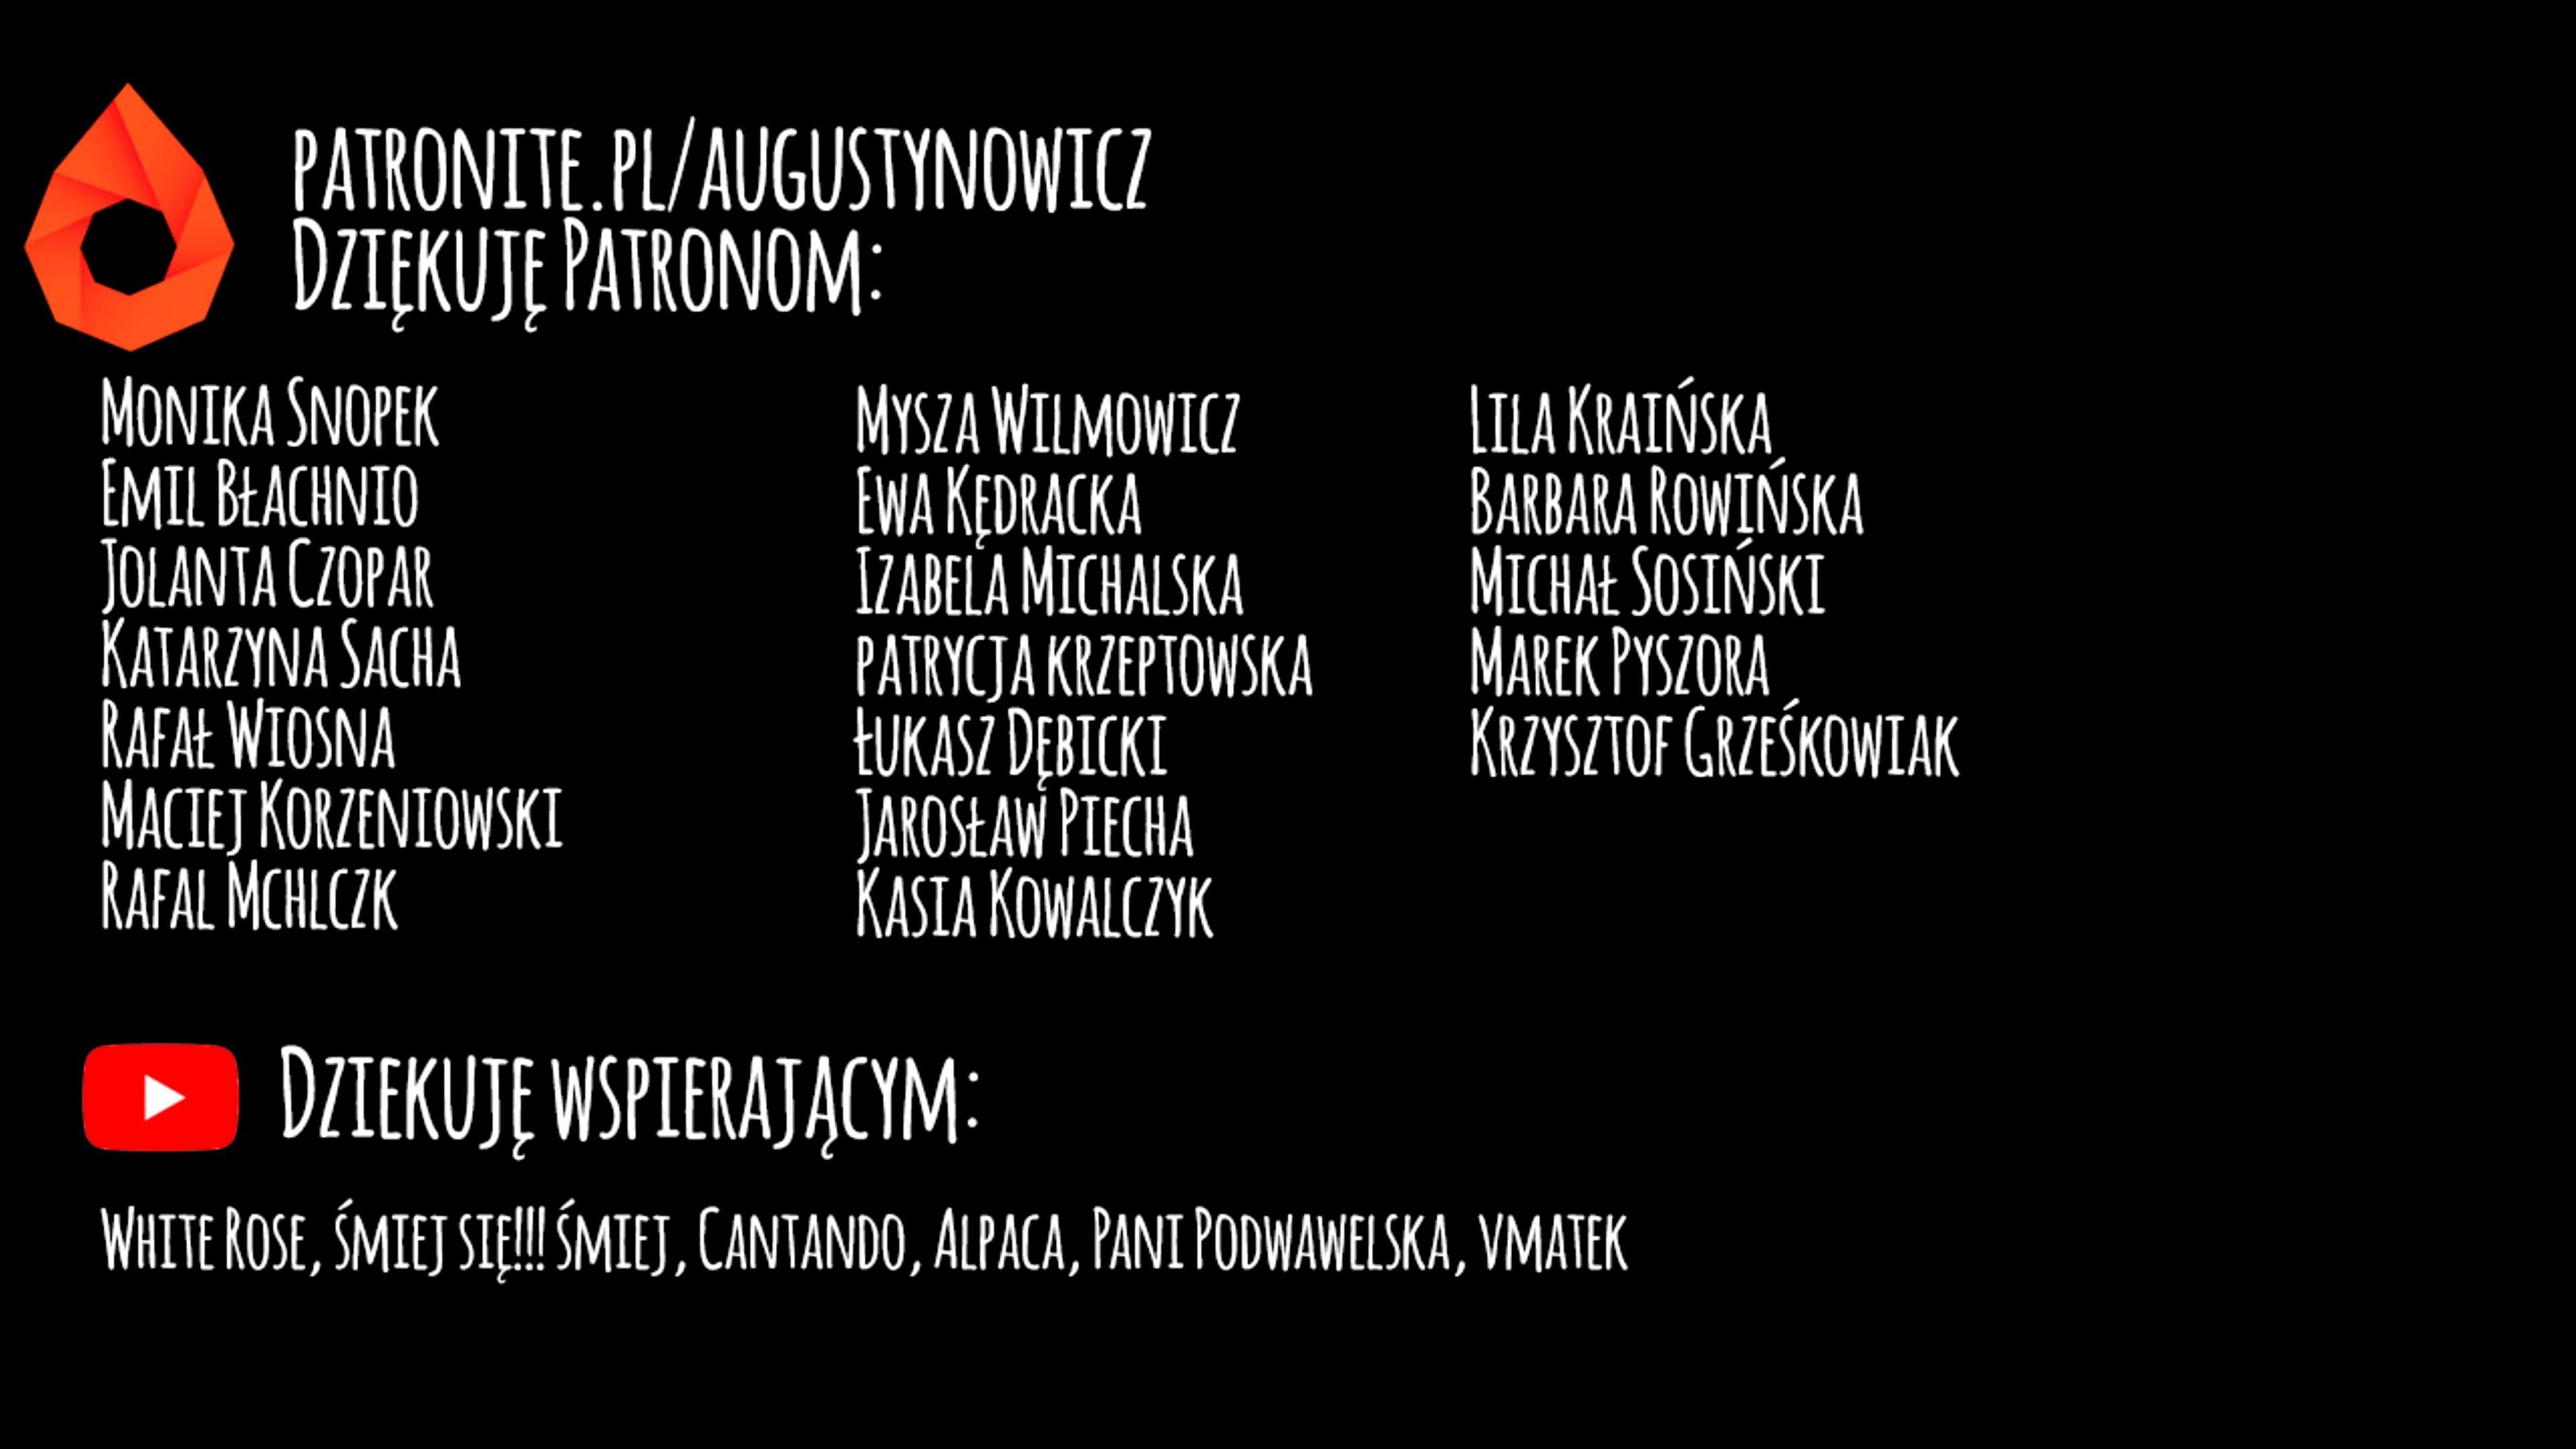 patronite.pl/augustynowicz
Dziękuję Patronom:
Monika Snopek
Emil Błachnio
Jolanta Czopar
Katarzyna Sacha
Rafał Wiosna
Maciej Korzeniowski
Rafal Mchlczk
Mysza Wilmowicz
Ewa Kędracka
Izabela Michalska
patrycja krzeptowska
Łukasz Dębicki
Jarosław Piecha
Kasia Kowalczyk
Lila Kraińska
Barbara Rowińska
Michał Sosiński
Marek Pyszora
Krzysztof Grześkowiak
Dziekuję wspierającym:
White Rose, śmiej się!!! śmiej, Cantando, Alpaca, Pani Podwawelska, vmatek